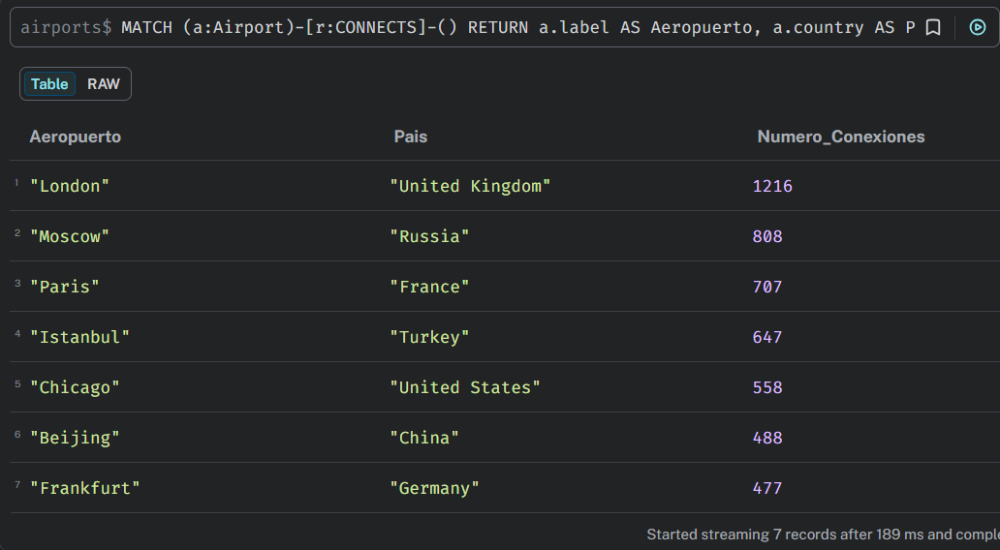 airports$ MATCH (a:Airport)-[r:CONNECTS]-() RETURN a.label AS Aeropuerto, a.country AS P
Table RAW
Aeropuerto Pais Numero_Conexiones
1 "London" "United Kingdom" 1216
2 "Moscow" "Russia" 808
3 "Paris" "France" 707
4 "Istanbul" "Turkey" 647
5 "Chicago" "United States" 558
6 "Beijing" "China" 488
7 "Frankfurt" "Germany" 477
Started streaming 7 records after 189 ms and comple